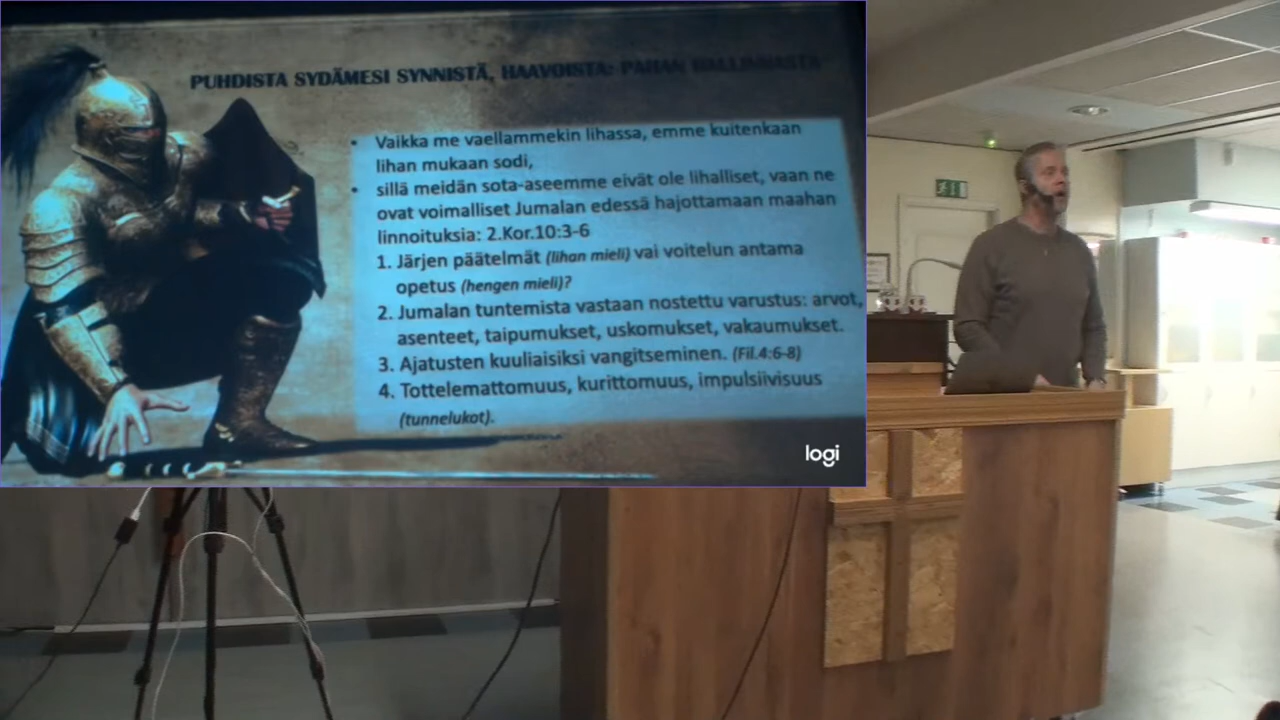 PUHDISTA SYDÄMESI SYNNISTÄ, HAAVOISTA: PAHAN HALLINNASTA
• Vaikka me vaellammekin lihassa, emme kuitenkaan
lihan mukaan sodi,
• sillä meidän sota-aseemme eivät ole lihalliset, vaan ne
ovat voimalliset Jumalan edessä hajottamaan maahan
linnoituksia: 2.Kor.10:3-6
1. Järjen päätelmät (lihan mieli) vai voitelun antama
opetus (hengen mieli)?
2. Jumalan tuntemista vastaan nostettu varustus: arvot,
asenteet, taipumukset, uskomukset, vakaumukset.
3. Ajatusten kuuliaisiksi vangitseminen. (Fil.4:6-8)
4. Tottelemattomuus, kurittomuus, impulsiivisuus
(tunnelukot).
logi